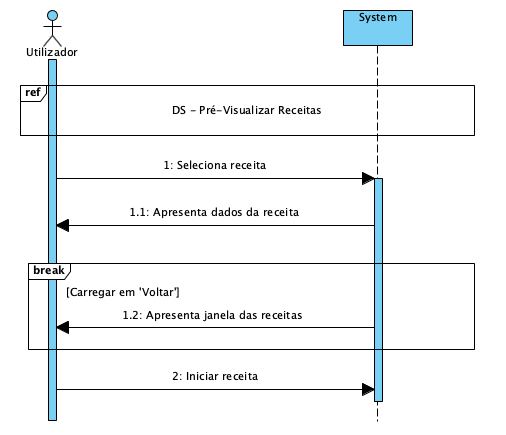 System
Utilizador
ref
DS - Pré-Visualizar Receitas
1: Seleciona receita
1.1: Apresenta dados da receita
break
[Carregar em 'Voltar']
1.2: Apresenta janela das receitas
2: Iniciar receita